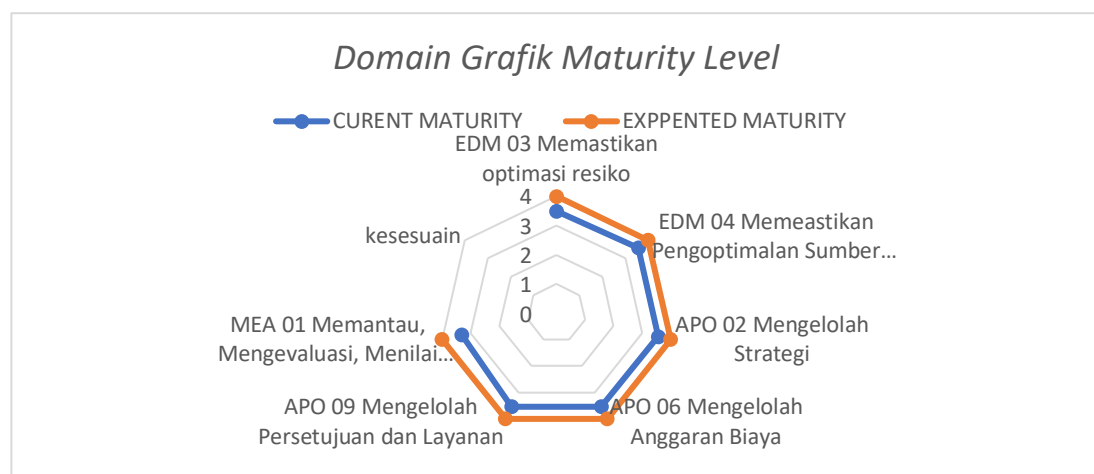 Domain Grafik Maturity Level
CURENT MATURITY
EXPPENTED MATURITY
EDM 03 Memastikan
optimasi resiko
EDM 04 Memeastikan
Pengoptimalan Sumber...
APO 02 Mengelolah
Strategi
APO 06 Mengelolah
Anggaran Biaya
APO 09 Mengelolah
Persetujuan dan Layanan
MEA 01 Memantau,
Mengevaluasi, Menilai...
kesesuain
4
3
2
1
0